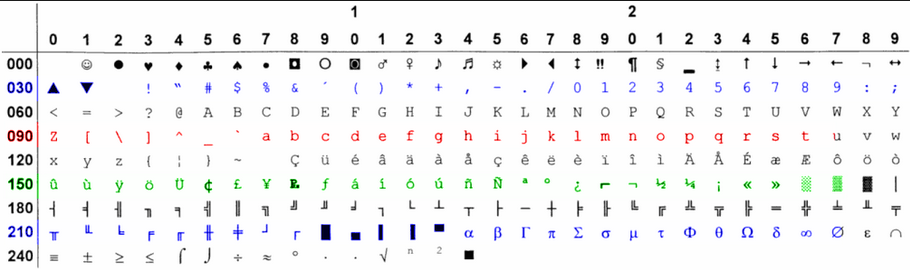 1 2
0 1 2 3 4 5 6 7 8 9 0 1 2 3 4 5 6 7 8 9 0 1 2 3 4 5 6 7 8 9
000 ☺ ● ♥ ♦ ♣ ♠ • ◘ ○ ◙ ♂ ♀ ♪ ♬ ☼ ► ◄ ↕ ‼ ¶ § ▬ ↨ ↑ ↓ → ← ¬ ↔
030 ▲ ▼ ! " # $ % & ´ ( ) * + , - . / 0 1 2 3 4 5 6 7 8 9 : ;
060 < = > ? @ A B C D E F G H I J K L M N O P Q R S T U V W X Y
090 Z [ \ ] ^ _ ` a b c d e f g h i j k l m n o p q r s t u v w
120 x y z { ¦ } ~ Ç ü é â ä à å ç ê ë è ï î ì Ä Å É æ Æ ô ö ò
150 û ù ÿ ö Ü ¢ £ ¥ ₧ ƒ á í ó ú ñ Ñ ª º ¿ ⌐ ¬ ½ ¼ ¡ « » ░ ▒ ▓ │
180 ┤ ╡ ╢ ╖ ╕ ╣ ║ ╗ ╝ ╜ ╛ ┐ └ ┴ ┬ ├ ─ ┼ ╞ ╟ ╚ ╔ ╩ ╦ ╠ ═ ╬ ╧ ╨ ╤
210 ╥ ╙ ╘ ╒ ╓ ╫ ╪ ┘ ┌ █ ▄ ▌ ▐ ▀ α β Γ π Σ σ μ τ Φ θ Ω δ ∞ Ø ε ∩
240 ≡ ± ≥ ≤ ⌠ ⌡ ÷ ≈ ° · · √ ⁿ ² ■